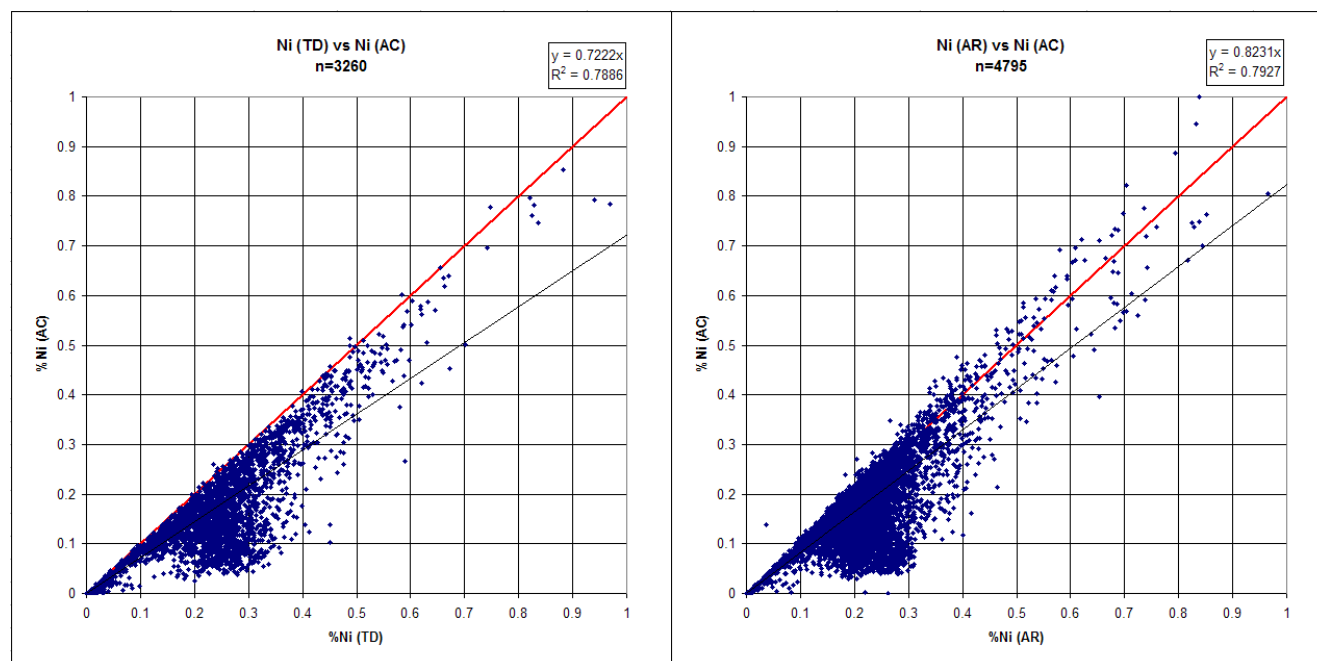 Ni (TD) vs Ni (AC)
n=3260
y = 0.7222x
R² = 0.7886
1
0.9
0.8
0.7
0.6
0.5
0.4
0.3
0.2
0.1
0
%Ni (AC)
0 0.1 0.2 0.3 0.4 0.5 0.6 0.7 0.8 0.9 1
%Ni (TD)
Ni (AR) vs Ni (AC)
n=4795
y = 0.8231x
R² = 0.7927
1
0.9
0.8
0.7
0.6
0.5
0.4
0.3
0.2
0.1
0
%Ni (AC)
0 0.1 0.2 0.3 0.4 0.5 0.6 0.7 0.8 0.9 1
%Ni (AR)